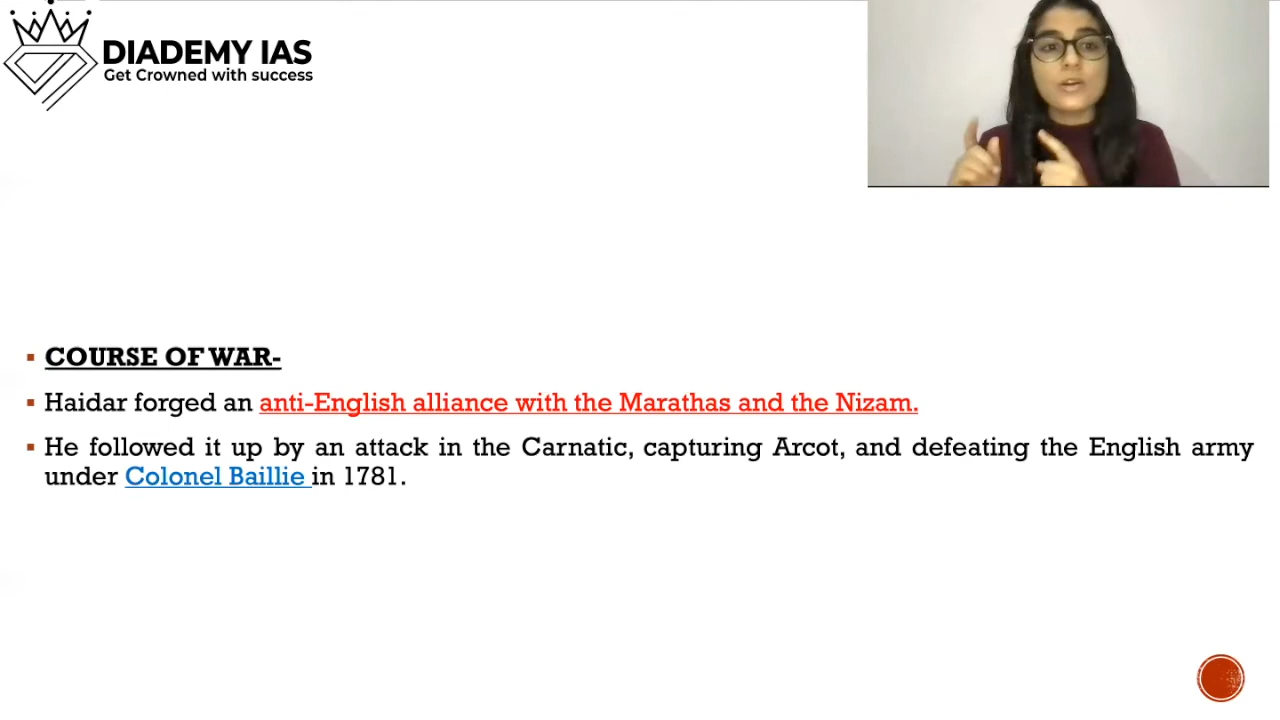 DIADEMY IAS
Get Crowned with success
COURSE OF WAR-
Haidar forged an anti-English alliance with the Marathas and the Nizam.
He followed it up by an attack in the Carnatic, capturing Arcot, and defeating the English army
under Colonel Baillie in 1781.